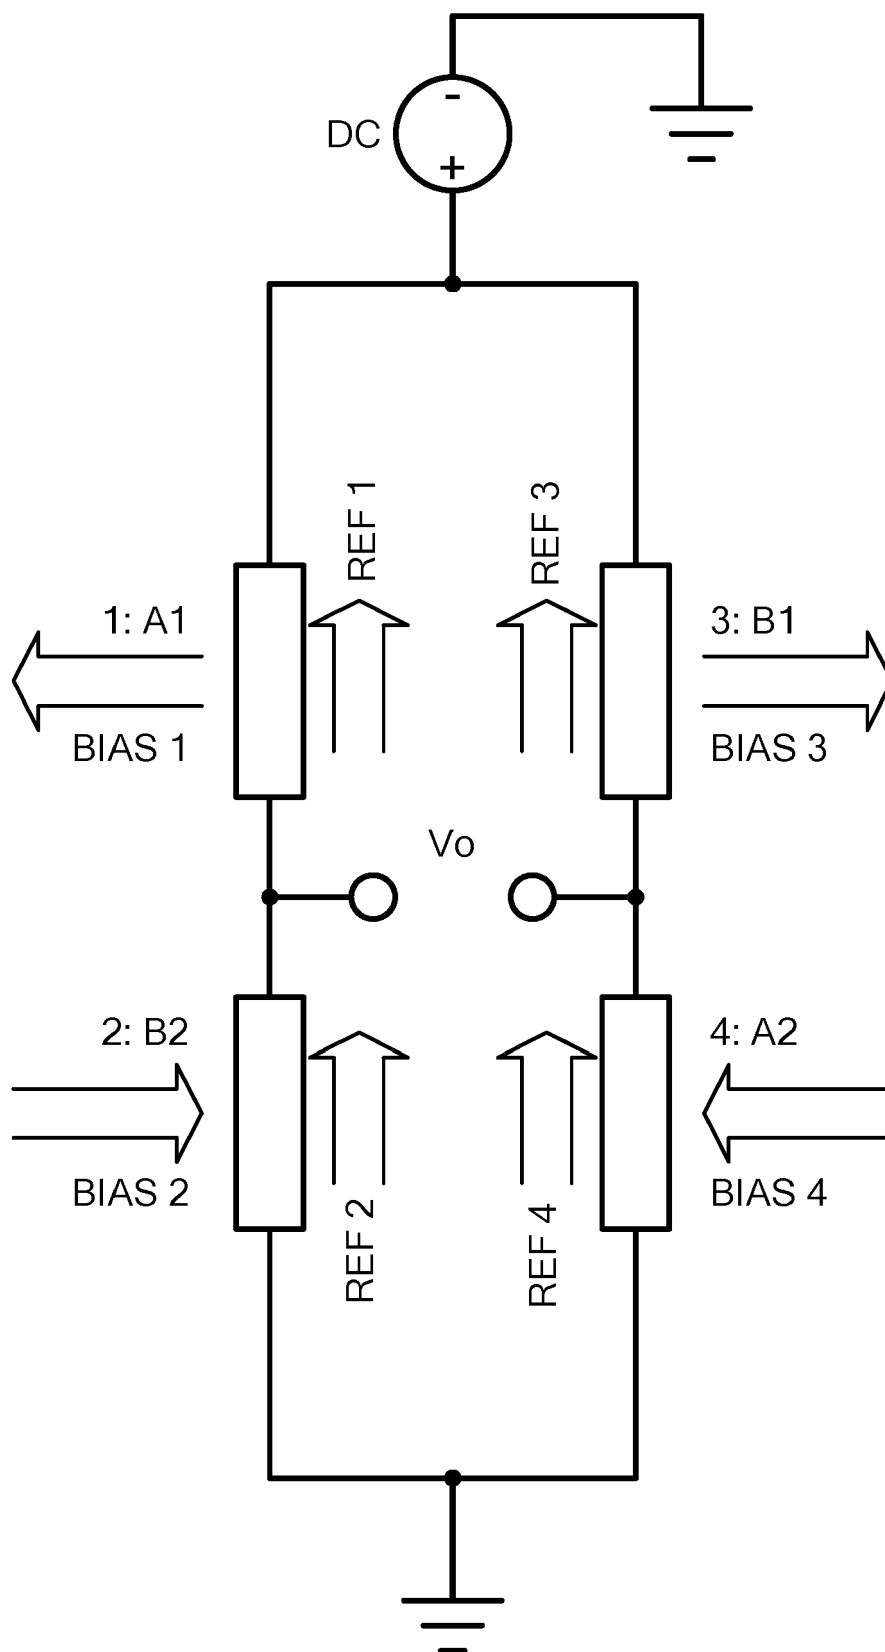 -
DC
+
REF 1
REF 3
1: A1
3: B1
BIAS 1
BIAS 3
Vo
2: B2
4: A2
BIAS 2
BIAS 4
REF 2
REF 4